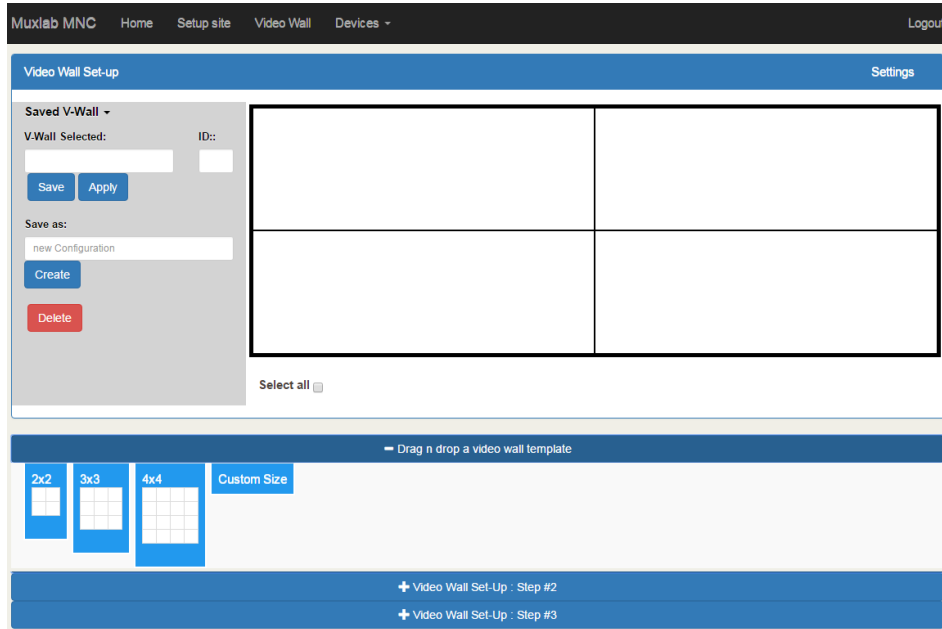 Muxlab MNC Home Setup site Video Wall Devices Logout
Video Wall Set-up Settings
Saved V-Wall
V-Wall Selected: ID::
Save Apply
Save as:
new Configuration
Create
Delete
Select all
Drag n drop a video wall template
2x2 3x3 4x4 Custom Size
Video Wall Set-Up : Step #2
Video Wall Set-Up : Step #3